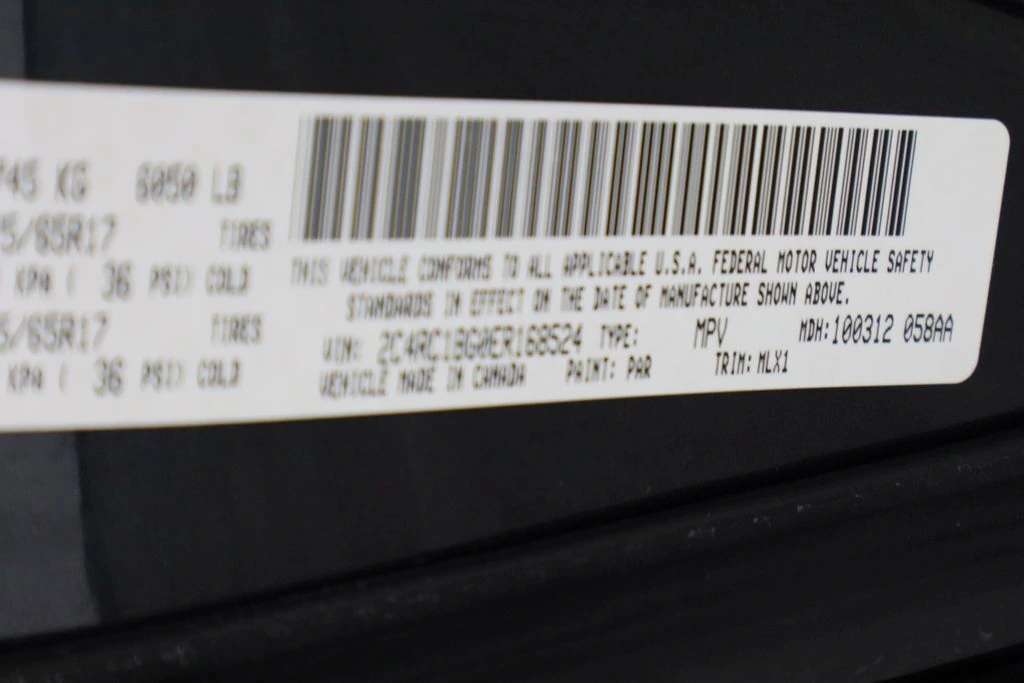 745 KG 6050 LB
5/65R17 TIRES
KPA ( 36 PSI) COLD
5/65R17 TIRES
KPA ( 36 PSI) COLD
THIS VEHICLE CONFORMS TO ALL APPLICABLE U.S.A. FEDERAL MOTOR VEHICLE SAFETY
STANDARDS IN EFFECT ON THE DATE OF MANUFACTURE SHOWN ABOVE.
VIN: 2C4RC1BG0ER168524 TYPE: MPV MDH:100312 058AA
VEHICLE MADE IN CANADA PAINT: PAR TRIM: MLX1